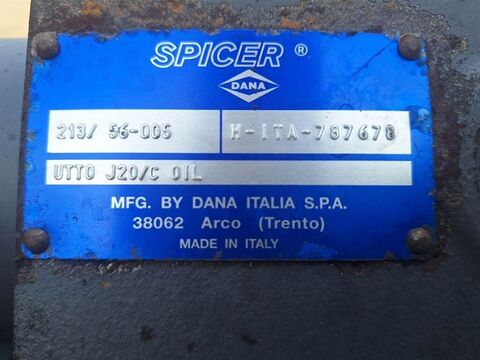 SPICER ®
DANA
213/ 56-005 M-ITA-787678
UTTO J20/C OIL
MFG. BY DANA ITALIA S.P.A.
38062 Arco (Trento)
MADE IN ITALY